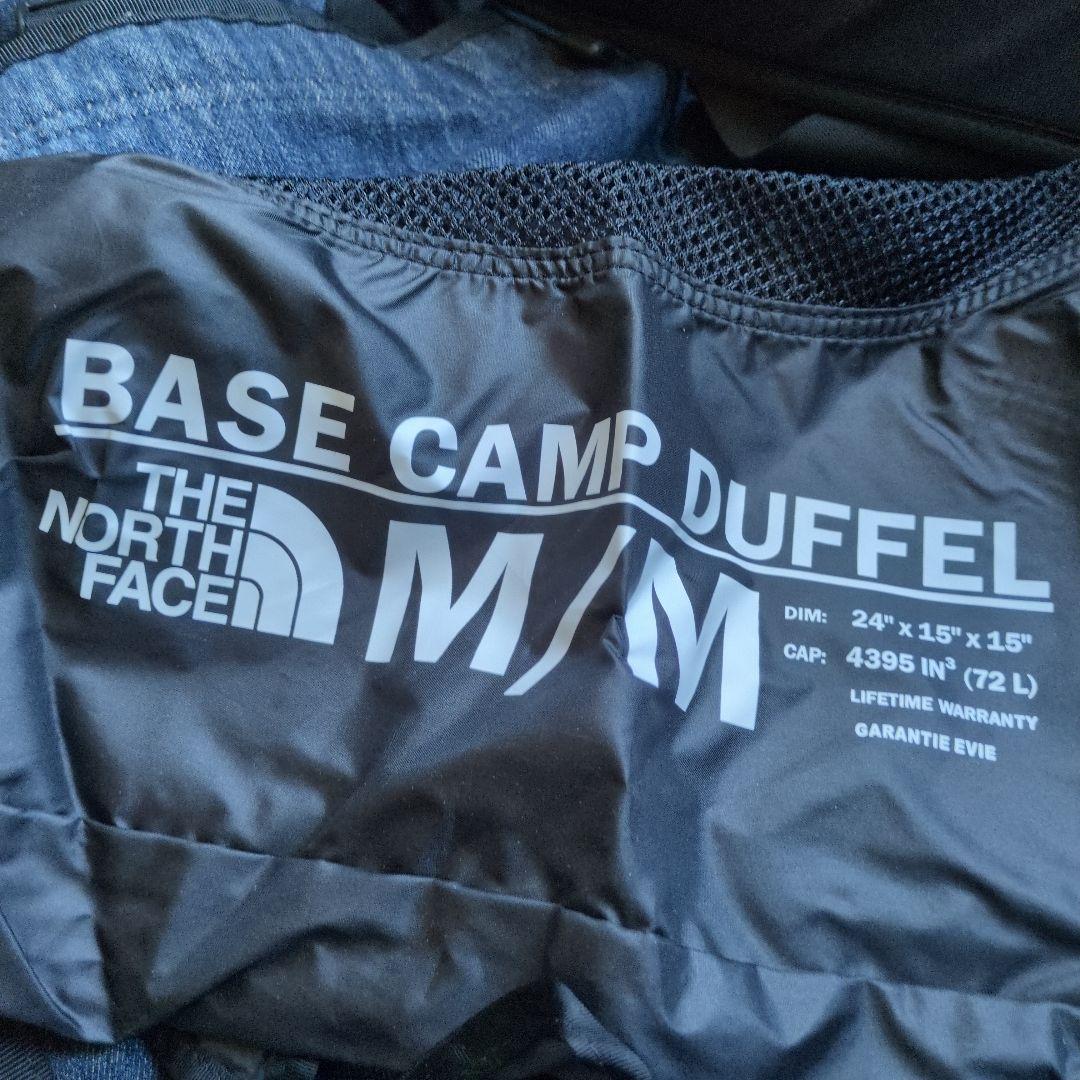 BASE CAMP DUFFEL
THE
NORTH
FACE
M/M
DIM: 24" x 15" x 15"
CAP: 4395 IN³ (72 L)
LIFETIME WARRANTY
GARANTIE EVIE